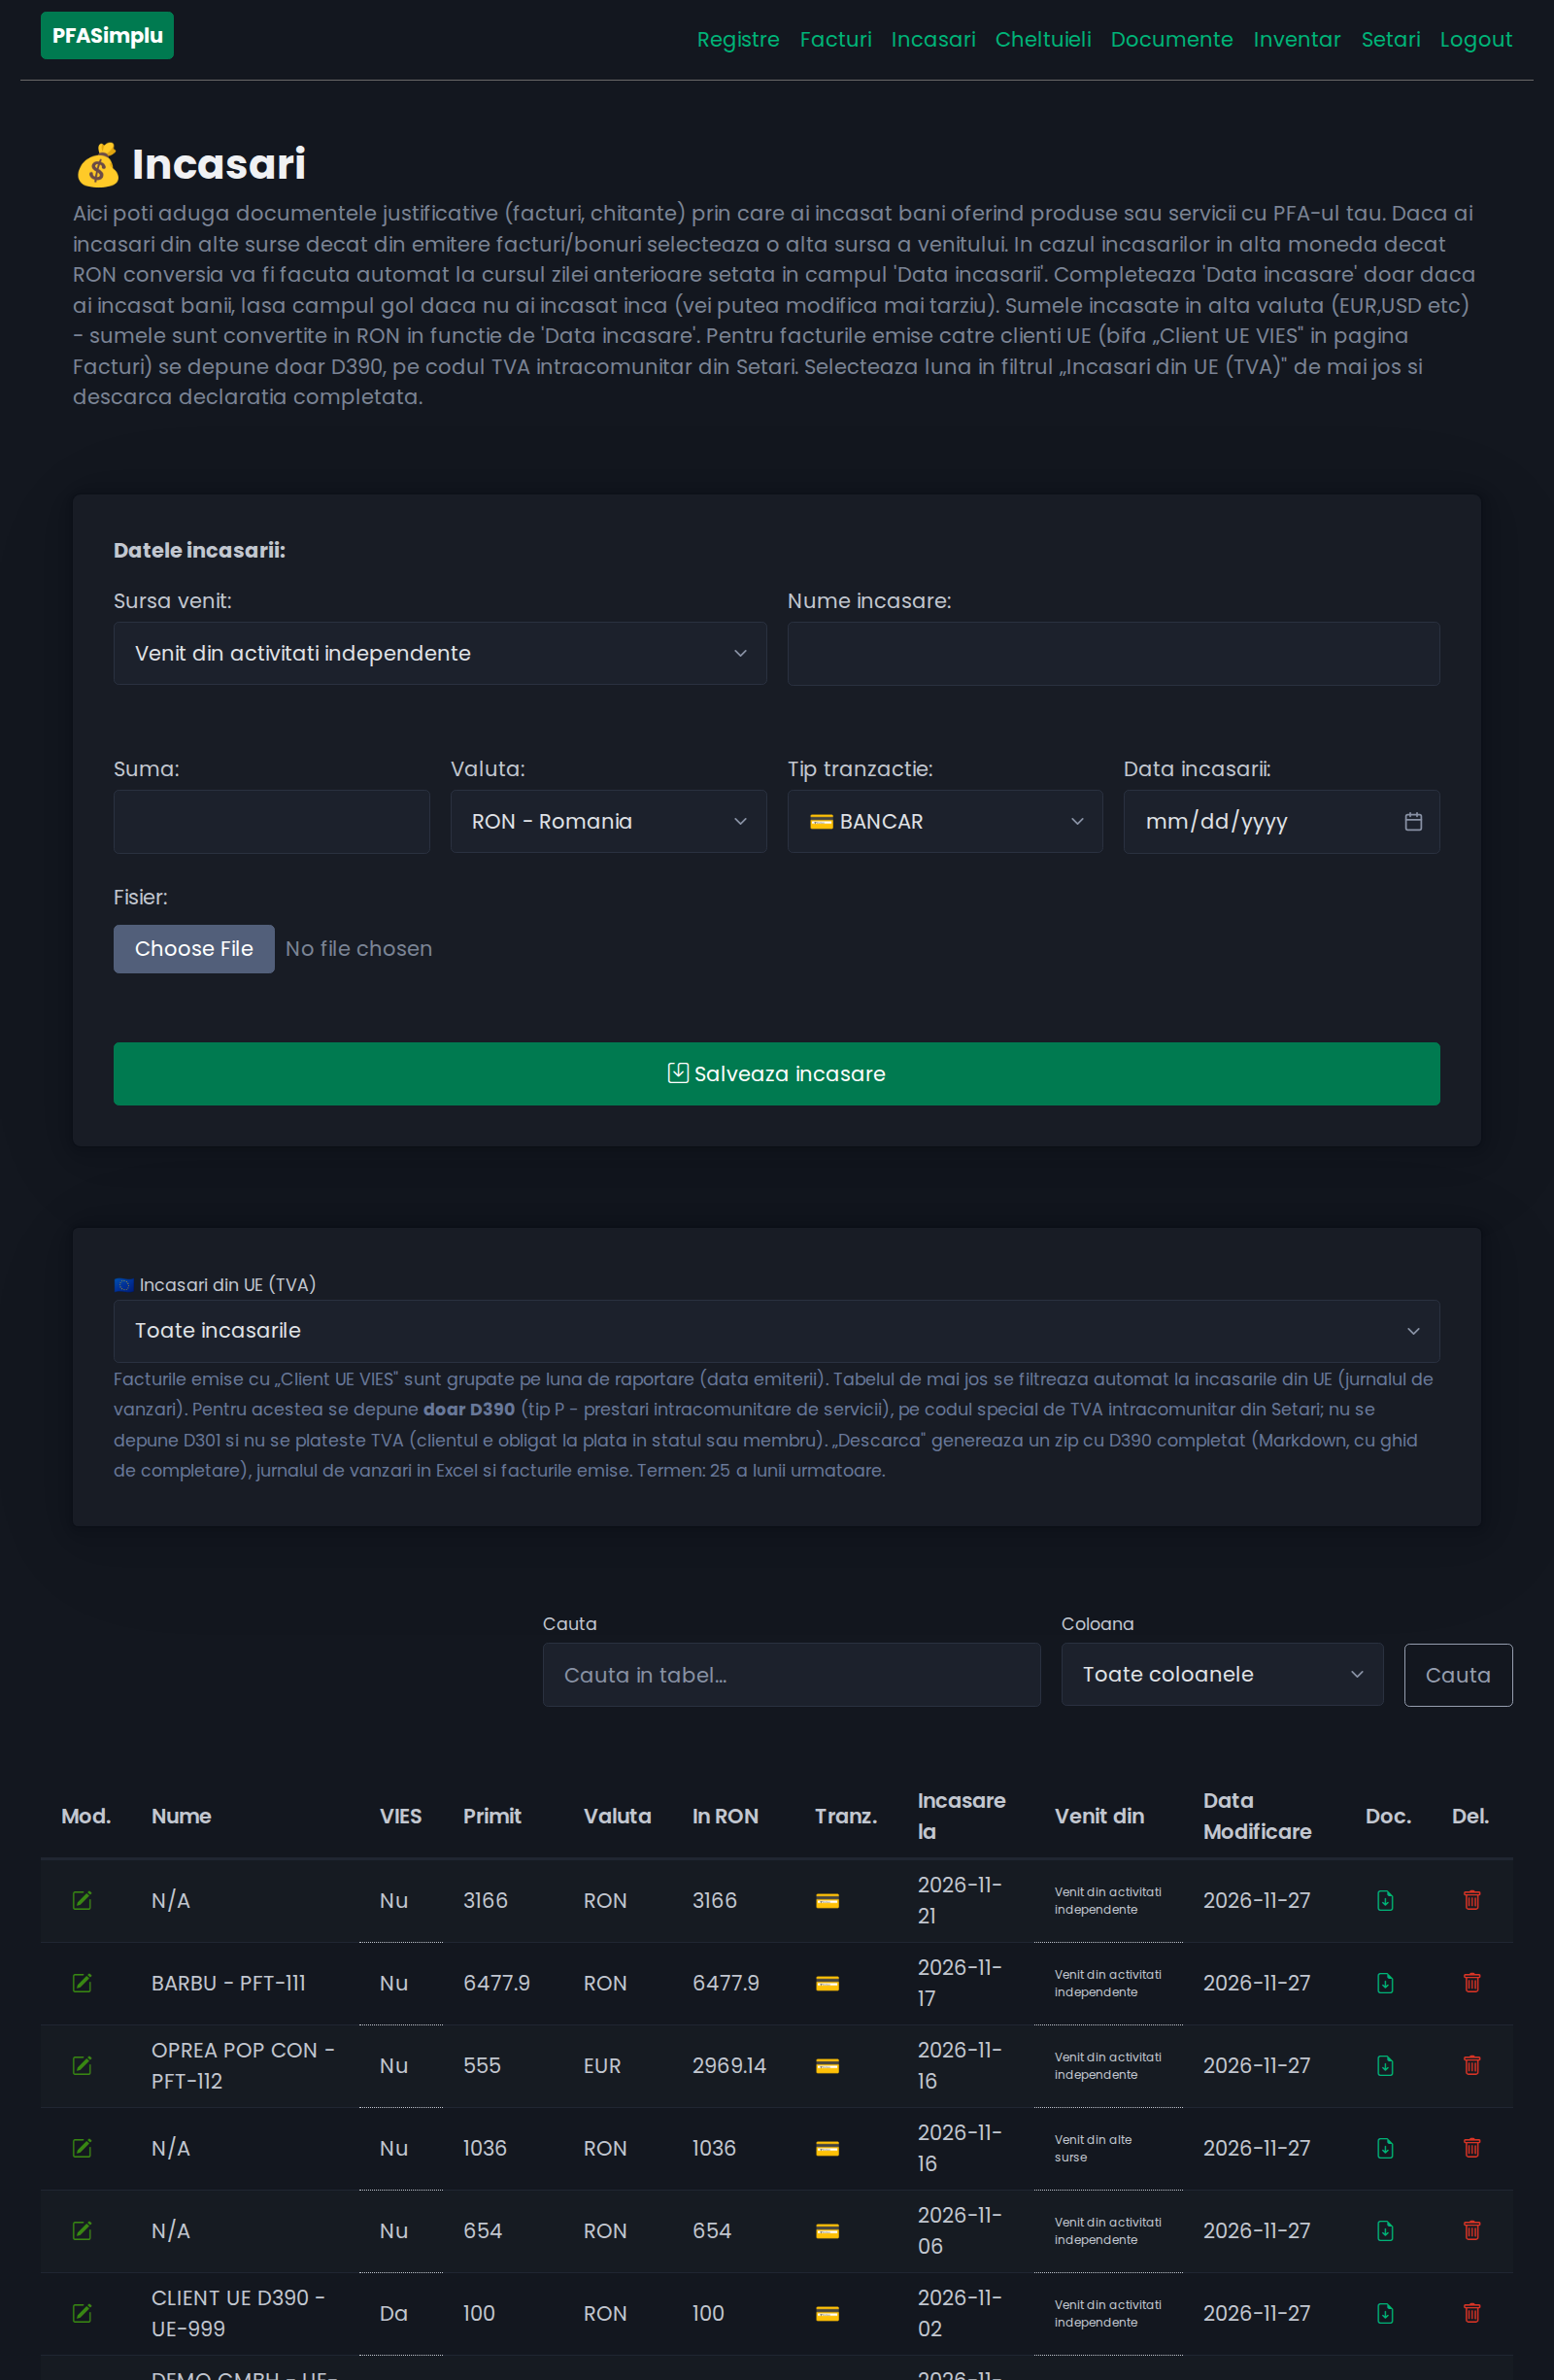 PFASimplu
Registre Facturi Incasari Cheltuieli Documente Inventar Setari Logout
💰 Incasari
Aici poti aduga documentele justificative (facturi, chitante) prin care ai incasat bani oferind produse sau servicii cu PFA-ul tau. Daca ai
incasari din alte surse decat din emitere facturi/bonuri selecteaza o alta sursa a venitului. In cazul incasarilor in alta moneda decat
RON conversia va fi facuta automat la cursul zilei anterioare setata in campul 'Data incasarii'. Completeaza 'Data incasare' doar daca
ai incasat banii, lasa campul gol daca nu ai incasat inca (vei putea modifica mai tarziu). Sumele incasate in alta valuta (EUR,USD etc)
- sumele sunt convertite in RON in functie de 'Data incasare'. Pentru facturile emise catre clienti UE (bifa „Client UE VIES" in pagina
Facturi) se depune doar D390, pe codul TVA intracomunitar din Setari. Selecteaza luna in filtrul „Incasari din UE (TVA)" de mai jos si
descarca declaratia completata.
Datele incasarii:
Sursa venit: Nume incasare:
Venit din activitati independente
Suma: Valuta: Tip tranzactie: Data incasarii:
RON - Romania 💳 BANCAR mm/dd/yyyy
Fisier:
Choose File No file chosen
Salveaza incasare
🇪🇺 Incasari din UE (TVA)
Toate incasarile
Facturile emise cu „Client UE VIES" sunt grupate pe luna de raportare (data emiterii). Tabelul de mai jos se filtreaza automat la incasarile din UE (jurnalul de
vanzari). Pentru acestea se depune doar D390 (tip P - prestari intracomunitare de servicii), pe codul special de TVA intracomunitar din Setari; nu se
depune D301 si nu se plateste TVA (clientul e obligat la plata in statul sau membru). „Descarca" genereaza un zip cu D390 completat (Markdown, cu ghid
de completare), jurnalul de vanzari in Excel si facturile emise. Termen: 25 a lunii urmatoare.
Cauta Coloana
Cauta in tabel... Toate coloanele Cauta
Mod. Nume VIES Primit Valuta In RON Tranz. Incasare la Venit din Data Modificare Doc. Del.
N/A Nu 3166 RON 3166 💳 2026-11-21 Venit din activitati independente 2026-11-27
BARBU - PFT-111 Nu 6477.9 RON 6477.9 💳 2026-11-17 Venit din activitati independente 2026-11-27
OPREA POP CON - PFT-112 Nu 555 EUR 2969.14 💳 2026-11-16 Venit din activitati independente 2026-11-27
N/A Nu 1036 RON 1036 💳 2026-11-16 Venit din alte surse 2026-11-27
N/A Nu 654 RON 654 💳 2026-11-06 Venit din activitati independente 2026-11-27
CLIENT UE D390 - UE-999 Da 100 RON 100 💳 2026-11-02 Venit din activitati independente 2026-11-27
DEMO GMBH - UE- 2026-11-